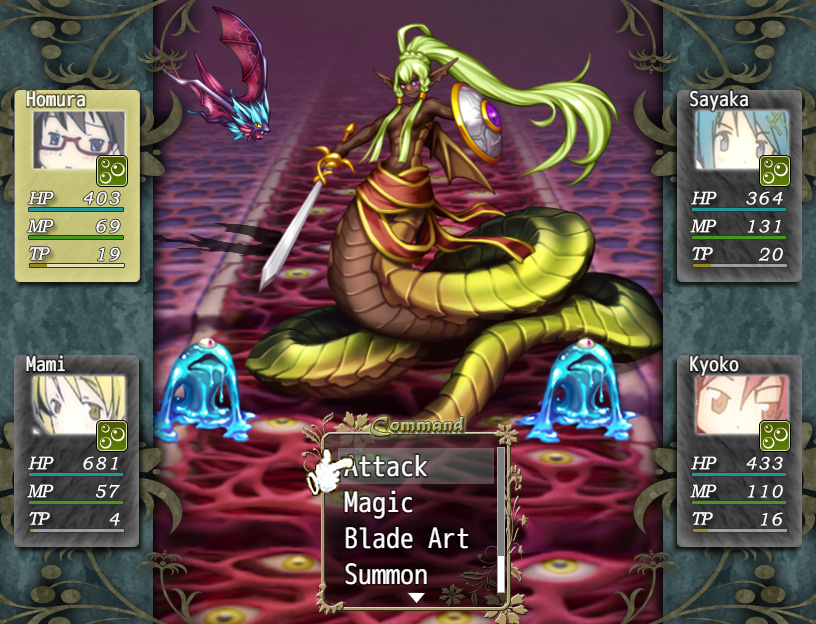 Homura
HP 403
MP 69
TP 19
Sayaka
HP 364
MP 131
TP 20
Mami
HP 681
MP 57
TP 4
Kyoko
HP 433
MP 110
TP 16
Command
Attack
Magic
Blade Art
Summon